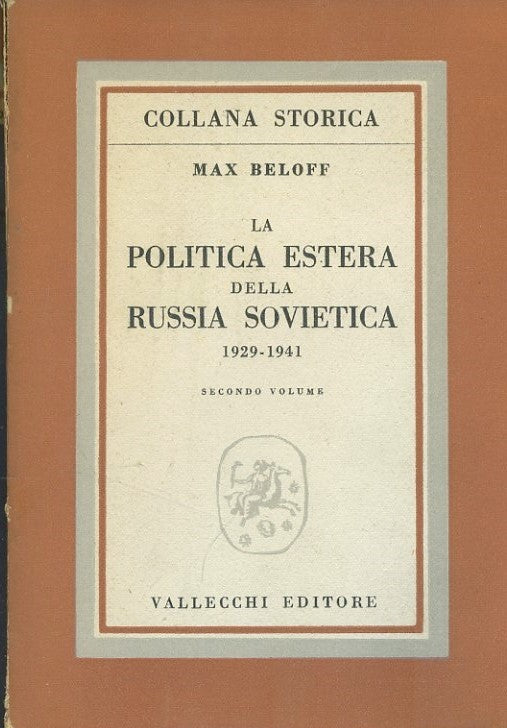 COLLANA STORICA
MAX BELOFF
LA
POLITICA ESTERA
DELLA
RUSSIA SOVIETICA
1929-1941
SECONDO VOLUME
VALLECCHI EDITORE